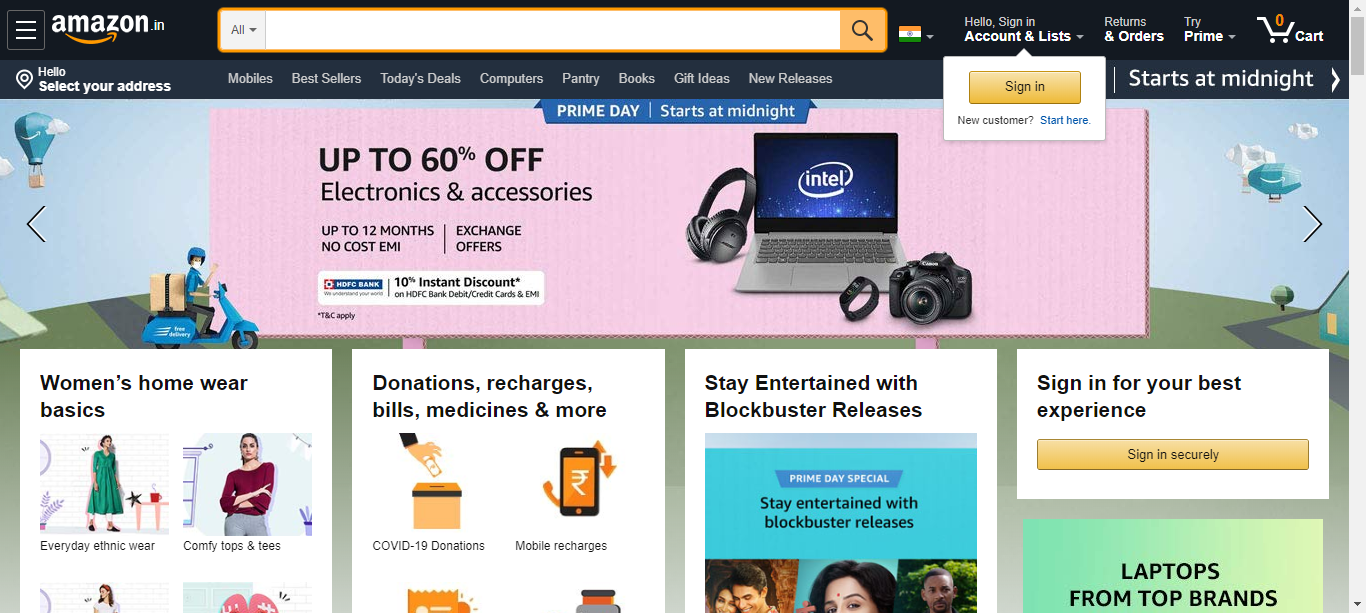 amazon.in
All
Hello, Sign in
Account & Lists
Returns
& Orders
Try
Prime
0
Cart
Hello
Select your address
Mobiles
Best Sellers
Today's Deals
Computers
Pantry
Books
Gift Ideas
New Releases
Starts at midnight
Sign in
New customer? Start here.
PRIME DAY | Starts at midnight
UP TO 60% OFF
Electronics & accessories
UP TO 12 MONTHS
NO COST EMI
EXCHANGE
OFFERS
HDFC BANK
We understand your world
10% Instant Discount*
on HDFC Bank Debit/Credit Cards & EMI
*T&C apply
intel
Canon
free
delivery
Women's home wear
basics
Everyday ethnic wear
Comfy tops & tees
Donations, recharges,
bills, medicines & more
₹
COVID-19 Donations
Mobile recharges
Stay Entertained with
Blockbuster Releases
PRIME DAY SPECIAL
Stay entertained with
blockbuster releases
Sign in for your best
experience
Sign in securely
LAPTOPS
FROM TOP BRANDS